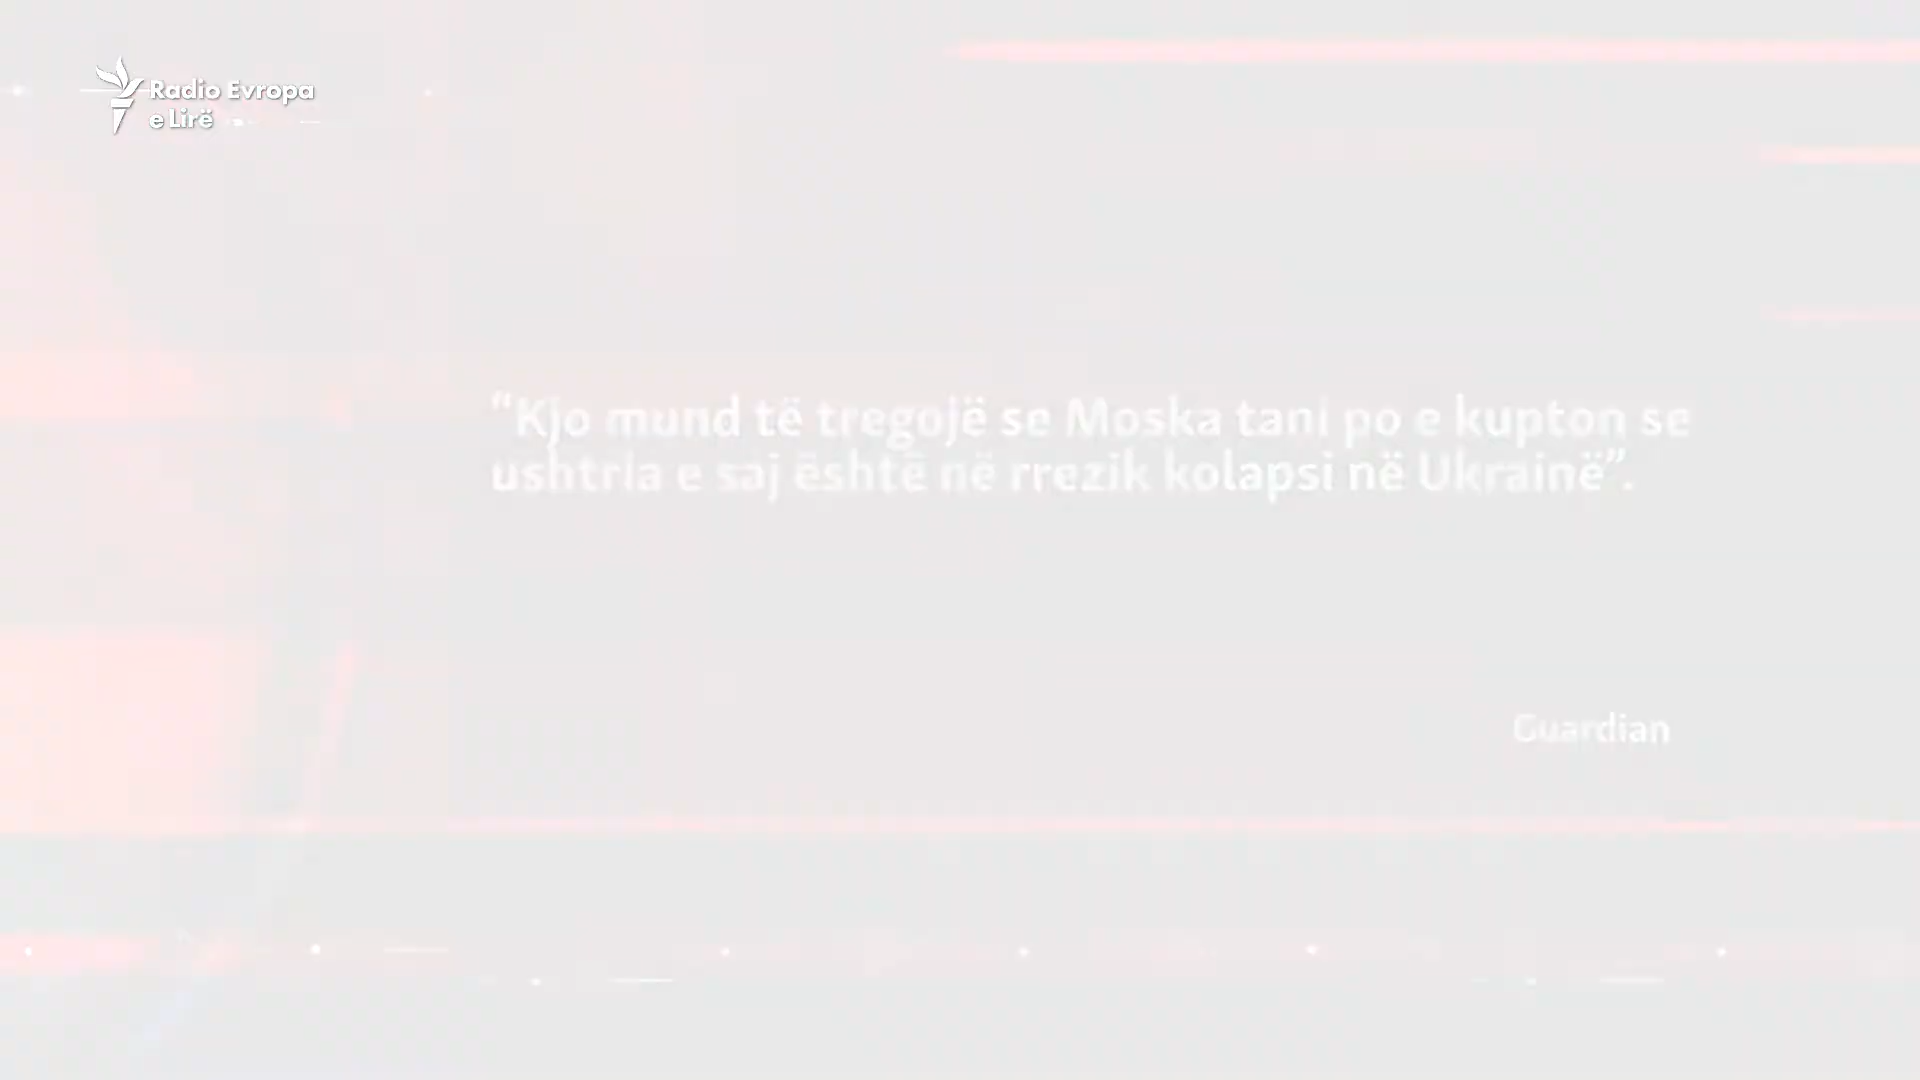 Radio Evropa
e Lirë
“Kjo mund të tregojë se Moska tani po e kupton se
ushtria e saj është në rrezik kolapsi në Ukrainë”.
Guardian